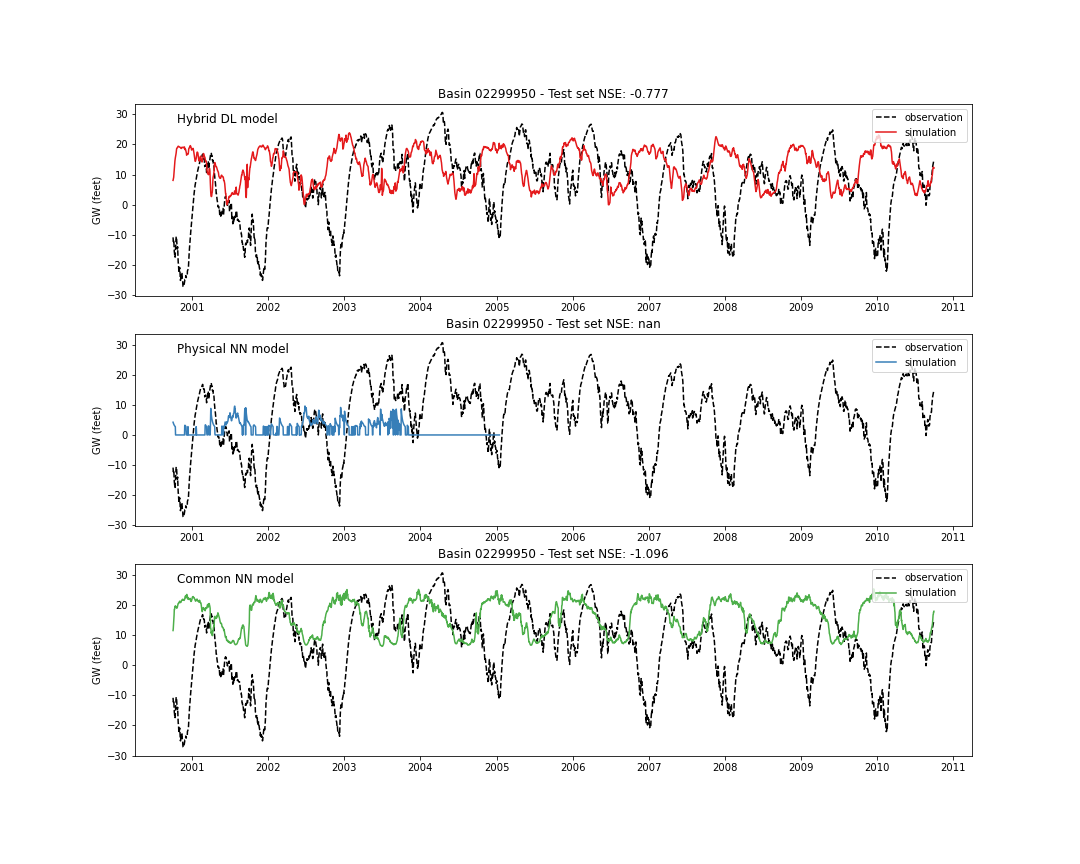 Basin 02299950 - Test set NSE: -0.777
Hybrid DL model
observation
simulation
GW (feet)
30
20
10
0
−10
−20
−30
2001 2002 2003 2004 2005 2006 2007 2008 2009 2010 2011
Basin 02299950 - Test set NSE: nan
Physical NN model
observation
simulation
GW (feet)
30
20
10
0
−10
−20
−30
2001 2002 2003 2004 2005 2006 2007 2008 2009 2010 2011
Basin 02299950 - Test set NSE: -1.096
Common NN model
observation
simulation
GW (feet)
30
20
10
0
−10
−20
−30
2001 2002 2003 2004 2005 2006 2007 2008 2009 2010 2011